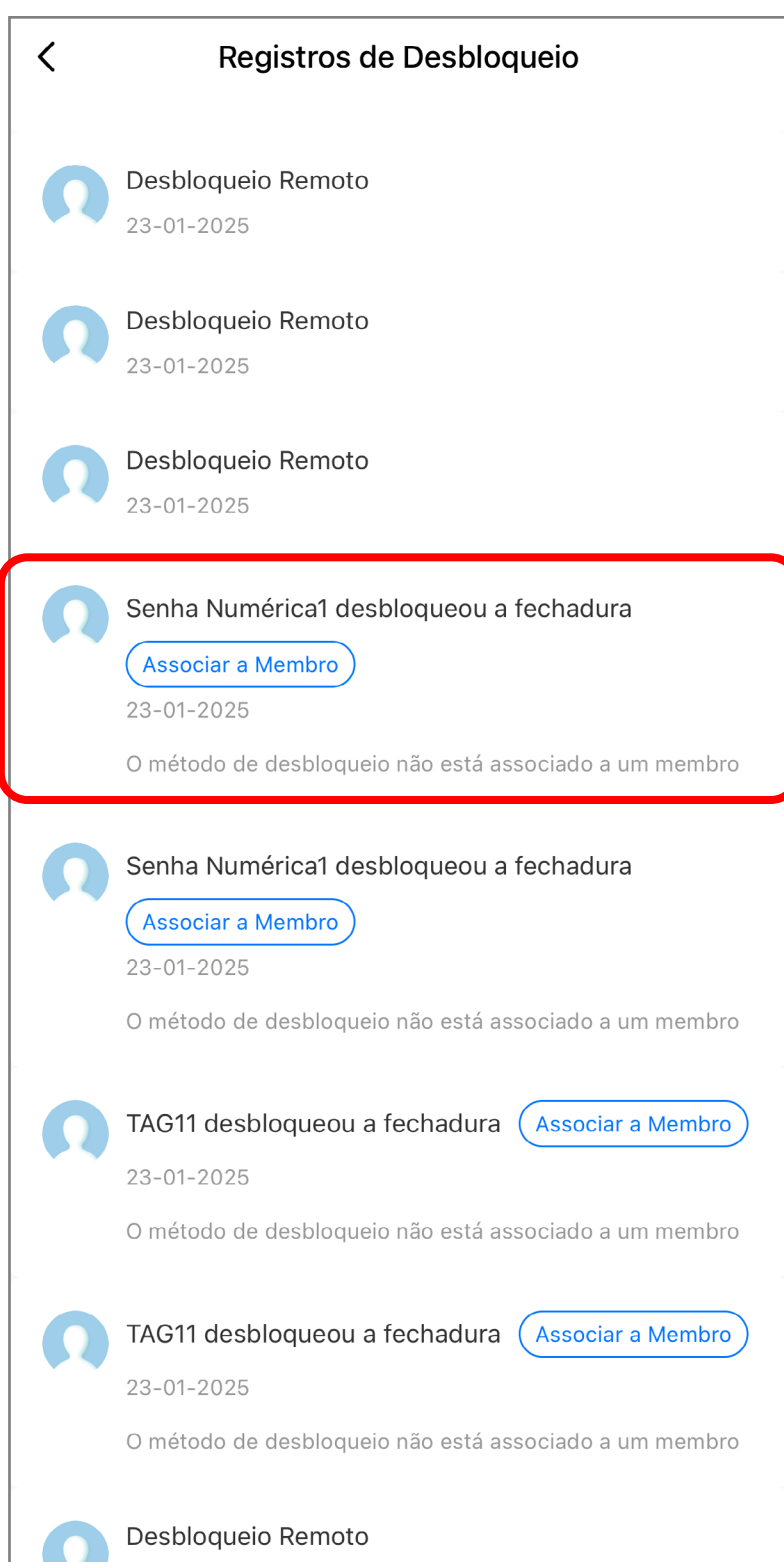 Registros de Desbloqueio
Desbloqueio Remoto
23-01-2025
Desbloqueio Remoto
23-01-2025
Desbloqueio Remoto
23-01-2025
Senha Numérica1 desbloqueou a fechadura
Associar a Membro
23-01-2025
O método de desbloqueio não está associado a um membro
Senha Numérica1 desbloqueou a fechadura
Associar a Membro
23-01-2025
O método de desbloqueio não está associado a um membro
TAG11 desbloqueou a fechadura Associar a Membro
23-01-2025
O método de desbloqueio não está associado a um membro
TAG11 desbloqueou a fechadura Associar a Membro
23-01-2025
O método de desbloqueio não está associado a um membro
Desbloqueio Remoto